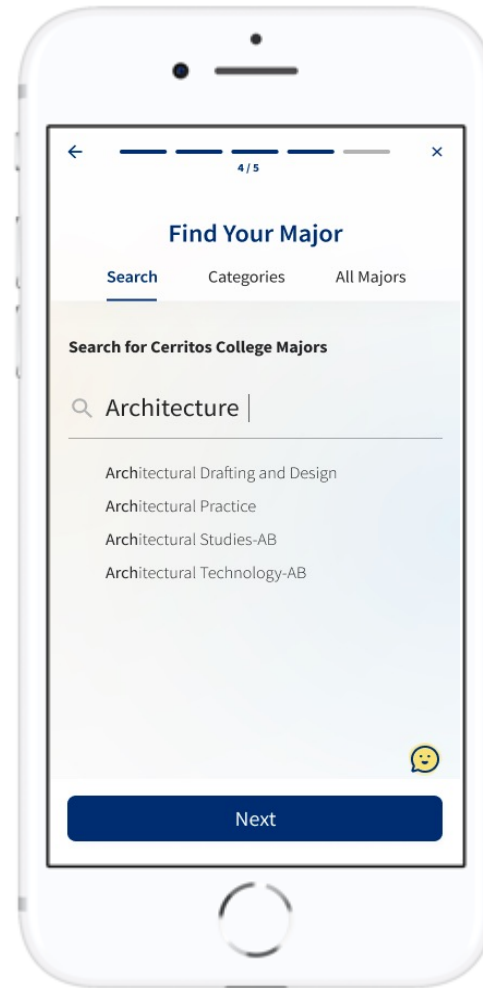 4 / 5
Find Your Major
Search Categories All Majors
Search for Cerritos College Majors
Architecture
Architectural Drafting and Design
Architectural Practice
Architectural Studies-AB
Architectural Technology-AB
Next